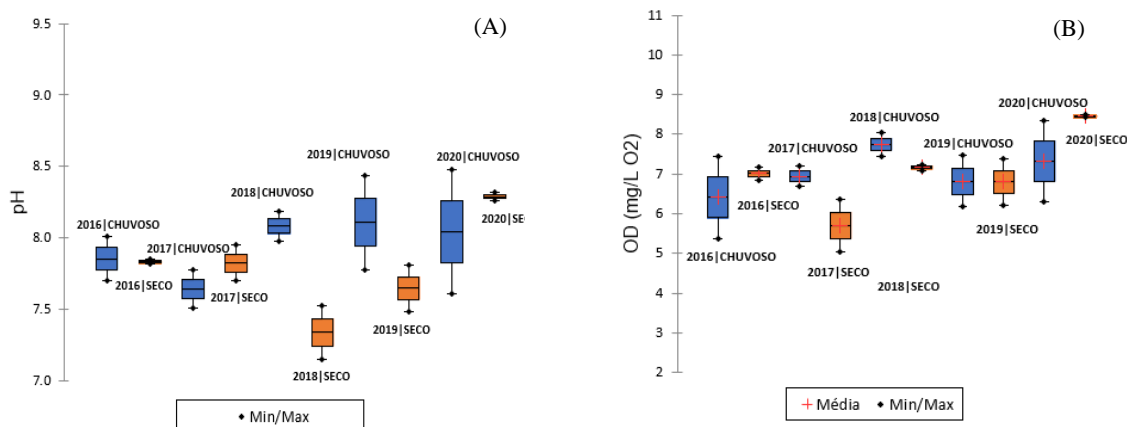 (A)
9.5
9.0
8.5
8.0
7.5
7.0
pH
2016|CHUVOSO
2016|SECO
2017|CHUVOSO
2017|SECO
2018|CHUVOSO
2018|SECO
2019|CHUVOSO
2019|SECO
2020|CHUVOSO
2020|SE
Min/Max
(B)
11
10
9
8
7
6
5
4
3
2
OD (mg/L O2)
2016|CHUVOSO
2016|SECO
2017|CHUVOSO
2017|SECO
2018|CHUVOSO
2018|SECO
2019|CHUVOSO
2019|SECO
2020|CHUVOSO
2020|SECO
Média
Min/Max